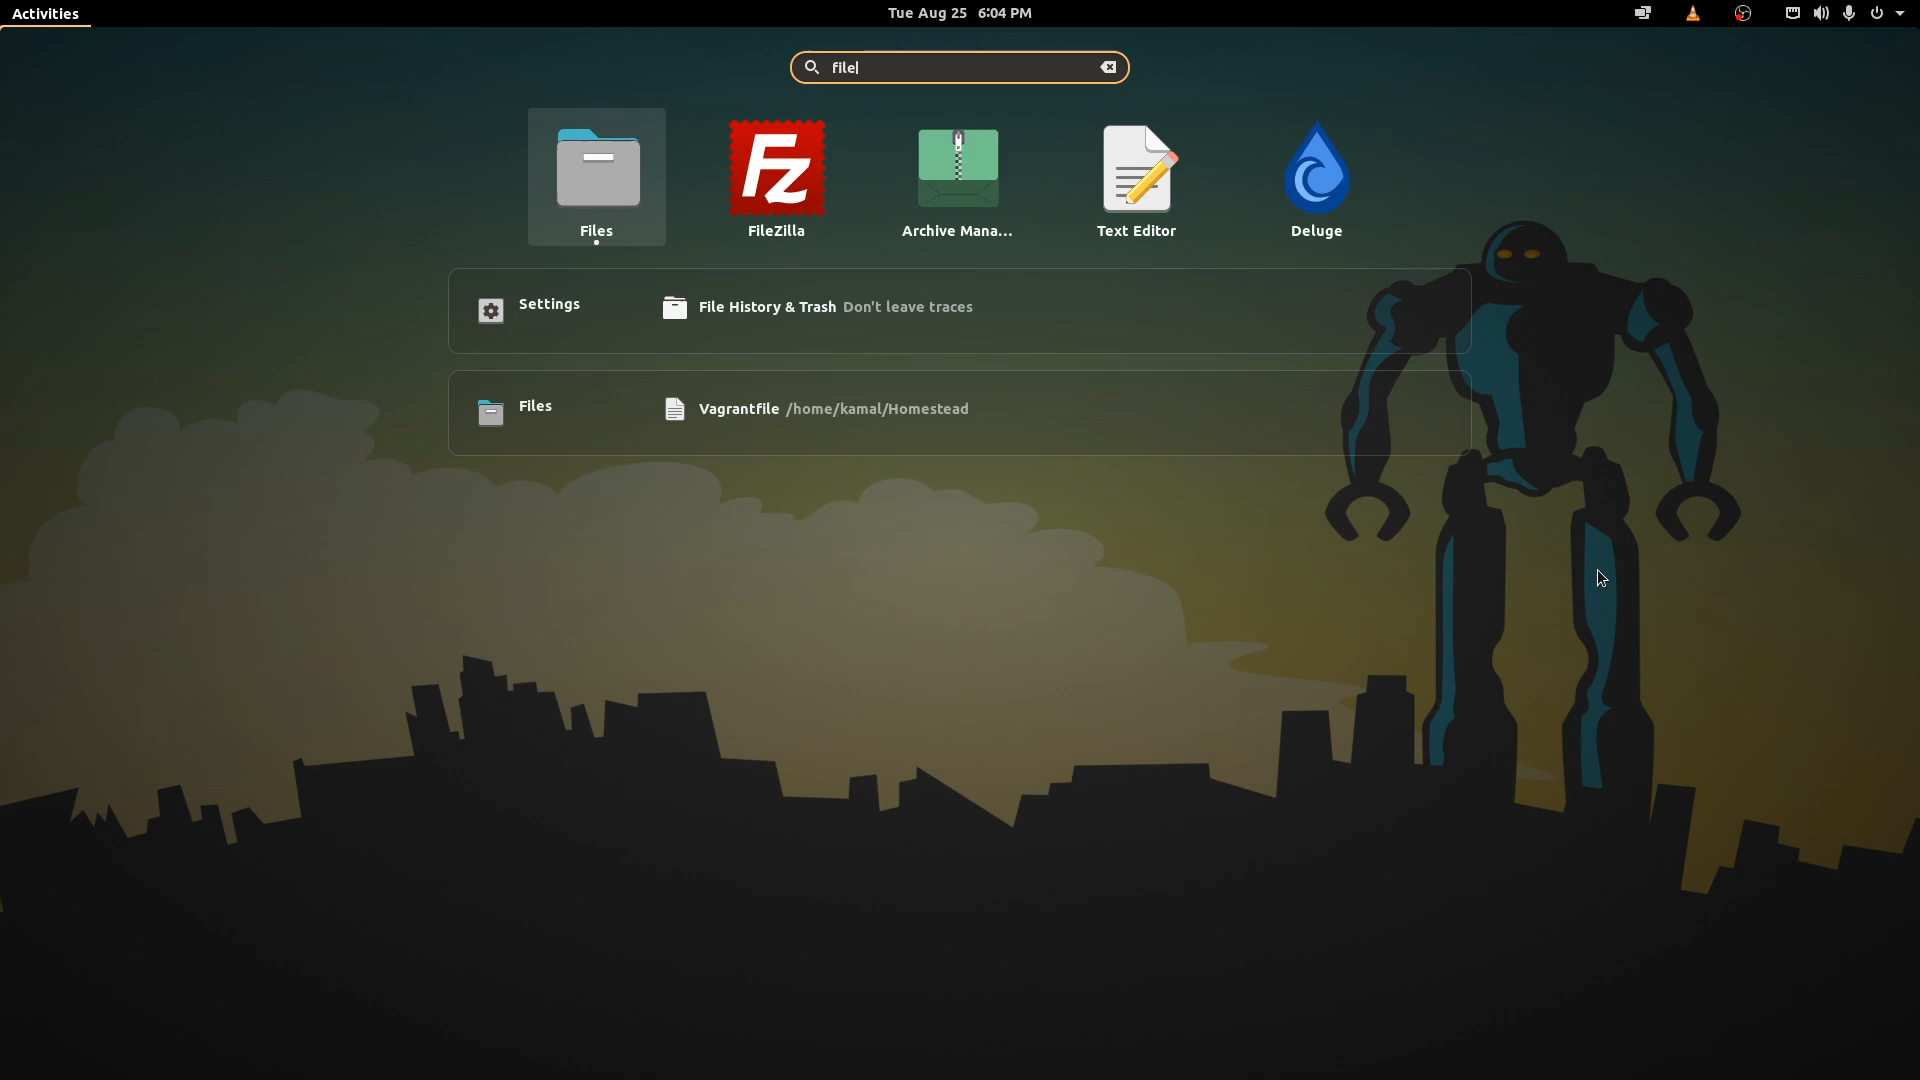 Activities
Tue Aug 25 6:04 PM
file
Fz
Files
FileZilla
Archive Mana...
Text Editor
Deluge
Settings
File History & Trash Don't leave traces
Files
Vagrantfile /home/kamal/Homestead